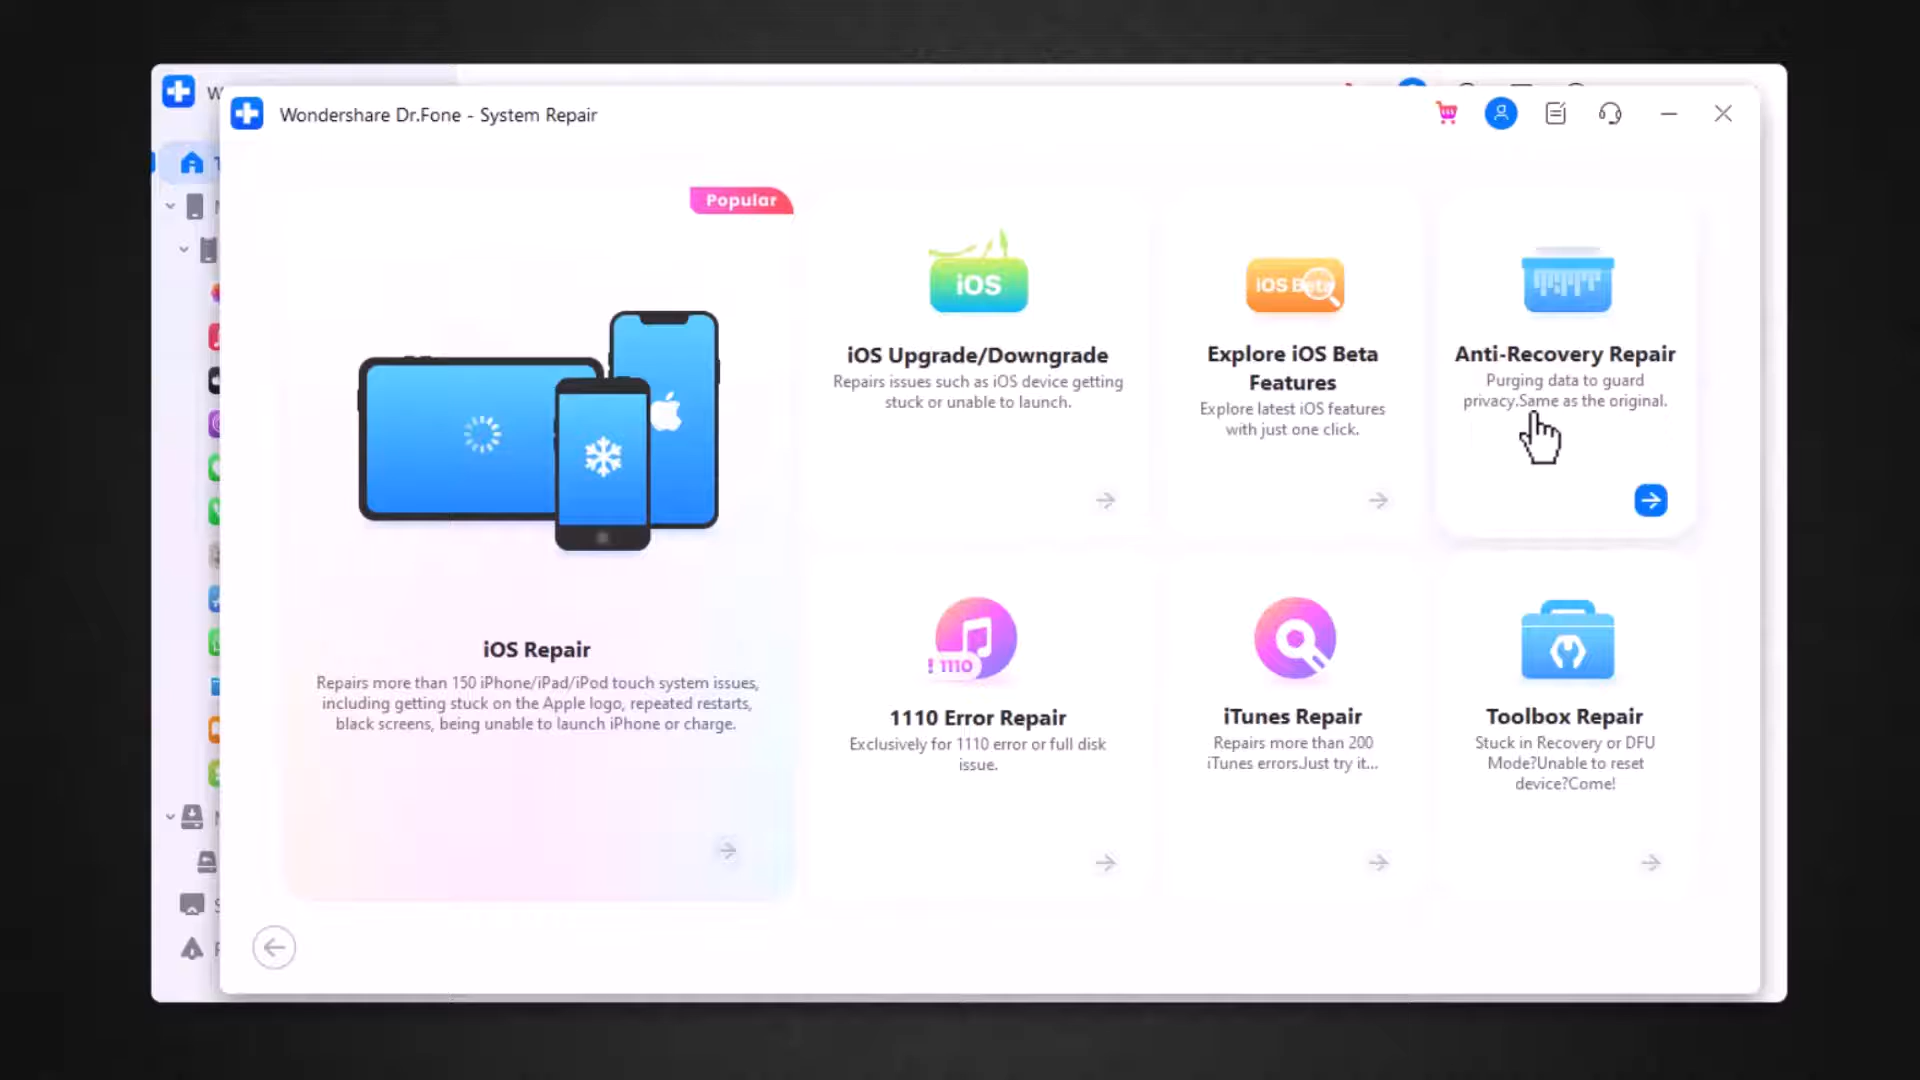 Wondershare Dr.Fone - System Repair
Popular
iOS
iOS Beta
iOS Upgrade/Downgrade
Repairs issues such as iOS device getting
stuck or unable to launch.
Explore iOS Beta
Features
Explore latest iOS features
with just one click.
Anti-Recovery Repair
Purging data to guard
privacy.Same as the original.
iOS Repair
Repairs more than 150 iPhone/iPad/iPod touch system issues,
including getting stuck on the Apple logo, repeated restarts,
black screens, being unable to launch iPhone or charge.
! 1110
1110 Error Repair
Exclusively for 1110 error or full disk
issue.
iTunes Repair
Repairs more than 200
iTunes errors.Just try it...
Toolbox Repair
Stuck in Recovery or DFU
Mode?Unable to reset
device?Come!